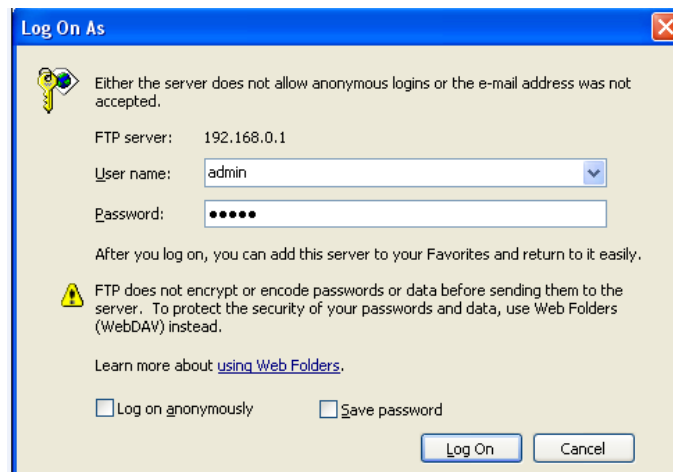 Log On As
Either the server does not allow anonymous logins or the e-mail address was not
accepted.
FTP server: 192.168.0.1
User name: admin
Password: ●●●●●
After you log on, you can add this server to your Favorites and return to it easily.
FTP does not encrypt or encode passwords or data before sending them to the
server. To protect the security of your passwords and data, use Web Folders
(WebDAV) instead.
Learn more about using Web Folders.
Log on anonymously Save password
Log On Cancel